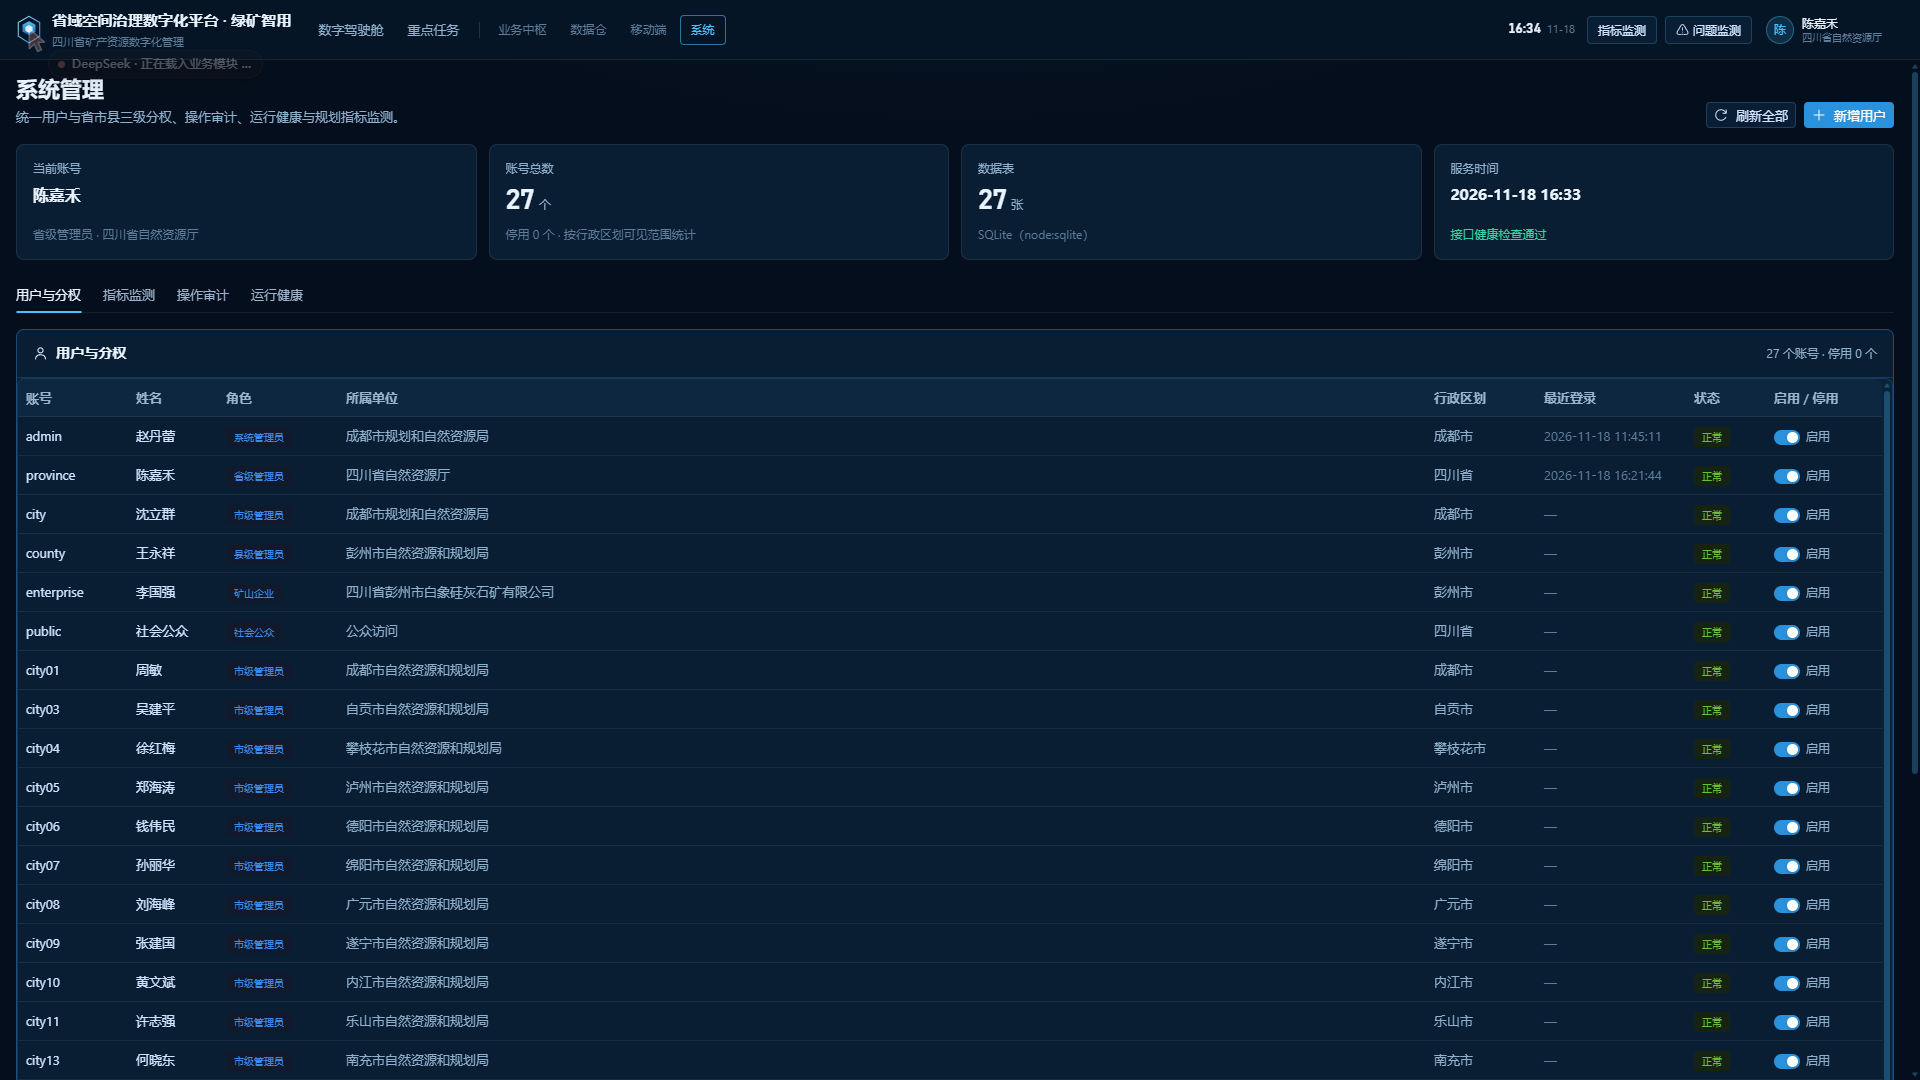 省域空间治理数字化平台 · 绿矿智用
四川省矿产资源数字化管理
数字驾驶舱 重点任务 业务中枢 数据仓 移动端 系统
16:34 11-18 指标监测 问题监测 陈 陈嘉禾
四川省自然资源厅
DeepSeek · 正在载入业务模块 ...
系统管理
统一用户与省市县三级分权、操作审计、运行健康与规划指标监测。
刷新全部 新增用户
当前账号
陈嘉禾
省级管理员 · 四川省自然资源厅
账号总数
27 个
停用 0 个 · 按行政区划可见范围统计
数据表
27 张
SQLite（node:sqlite）
服务时间
2026-11-18 16:33
接口健康检查通过
用户与分权 指标监测 操作审计 运行健康
用户与分权 27 个账号 · 停用 0 个
账号 姓名 角色 所属单位 行政区划 最近登录 状态 启用 / 停用
admin 赵丹蕾 系统管理员 成都市规划和自然资源局 成都市 2026-11-18 11:45:11 正常 启用
province 陈嘉禾 省级管理员 四川省自然资源厅 四川省 2026-11-18 16:21:44 正常 启用
city 沈立群 市级管理员 成都市规划和自然资源局 成都市 — 正常 启用
county 王永祥 县级管理员 彭州市自然资源和规划局 彭州市 — 正常 启用
enterprise 李国强 矿山企业 四川省彭州市白象硅灰石矿有限公司 彭州市 — 正常 启用
public 社会公众 社会公众 公众访问 四川省 — 正常 启用
city01 周敏 市级管理员 成都市自然资源和规划局 成都市 — 正常 启用
city03 吴建平 市级管理员 自贡市自然资源和规划局 自贡市 — 正常 启用
city04 徐红梅 市级管理员 攀枝花市自然资源和规划局 攀枝花市 — 正常 启用
city05 郑海涛 市级管理员 泸州市自然资源和规划局 泸州市 — 正常 启用
city06 钱伟民 市级管理员 德阳市自然资源和规划局 德阳市 — 正常 启用
city07 孙丽华 市级管理员 绵阳市自然资源和规划局 绵阳市 — 正常 启用
city08 刘海峰 市级管理员 广元市自然资源和规划局 广元市 — 正常 启用
city09 张建国 市级管理员 遂宁市自然资源和规划局 遂宁市 — 正常 启用
city10 黄文斌 市级管理员 内江市自然资源和规划局 内江市 — 正常 启用
city11 许志强 市级管理员 乐山市自然资源和规划局 乐山市 — 正常 启用
city13 何晓东 市级管理员 南充市自然资源和规划局 南充市 — 正常 启用